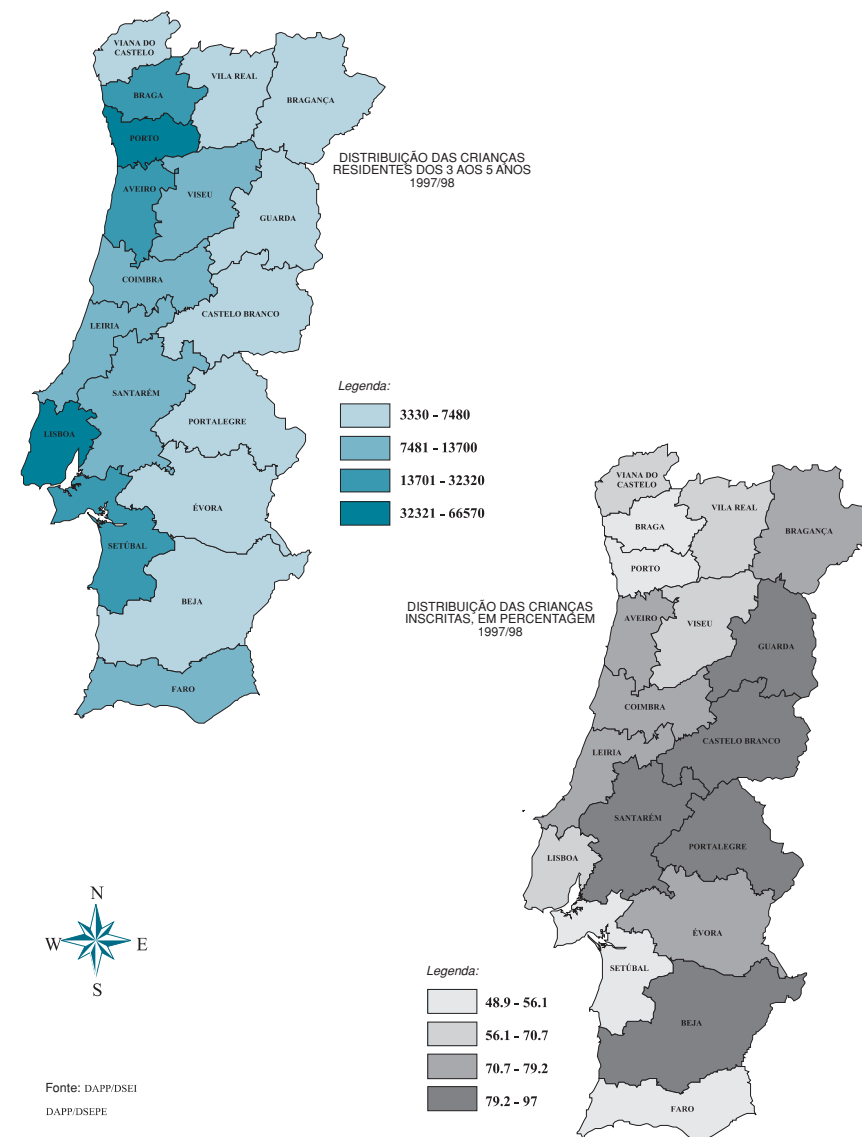 VIANA DO
CASTELO
VILA REAL
BRAGANÇA
BRAGA
PORTO
DISTRIBUIÇÃO DAS CRIANÇAS
RESIDENTES DOS 3 AOS 5 ANOS
1997/98
AVEIRO
VISEU
GUARDA
COIMBRA
CASTELO BRANCO
LEIRIA
SANTARÉM
PORTALEGRE
LISBOA
ÉVORA
SETÚBAL
BEJA
FARO
Legenda:
3330 - 7480
7481 - 13700
13701 - 32320
32321 - 66570
VIANA DO
CASTELO
VILA REAL
BRAGANÇA
BRAGA
PORTO
DISTRIBUIÇÃO DAS CRIANÇAS
INSCRITAS, EM PERCENTAGEM
1997/98
AVEIRO
VISEU
GUARDA
COIMBRA
CASTELO BRANCO
LEIRIA
SANTARÉM
PORTALEGRE
LISBOA
ÉVORA
SETÚBAL
BEJA
FARO
Legenda:
48.9 - 56.1
56.1 - 70.7
70.7 - 79.2
79.2 - 97
N
W E
S
Fonte: DAPP/DSEI
DAPP/DSEPE